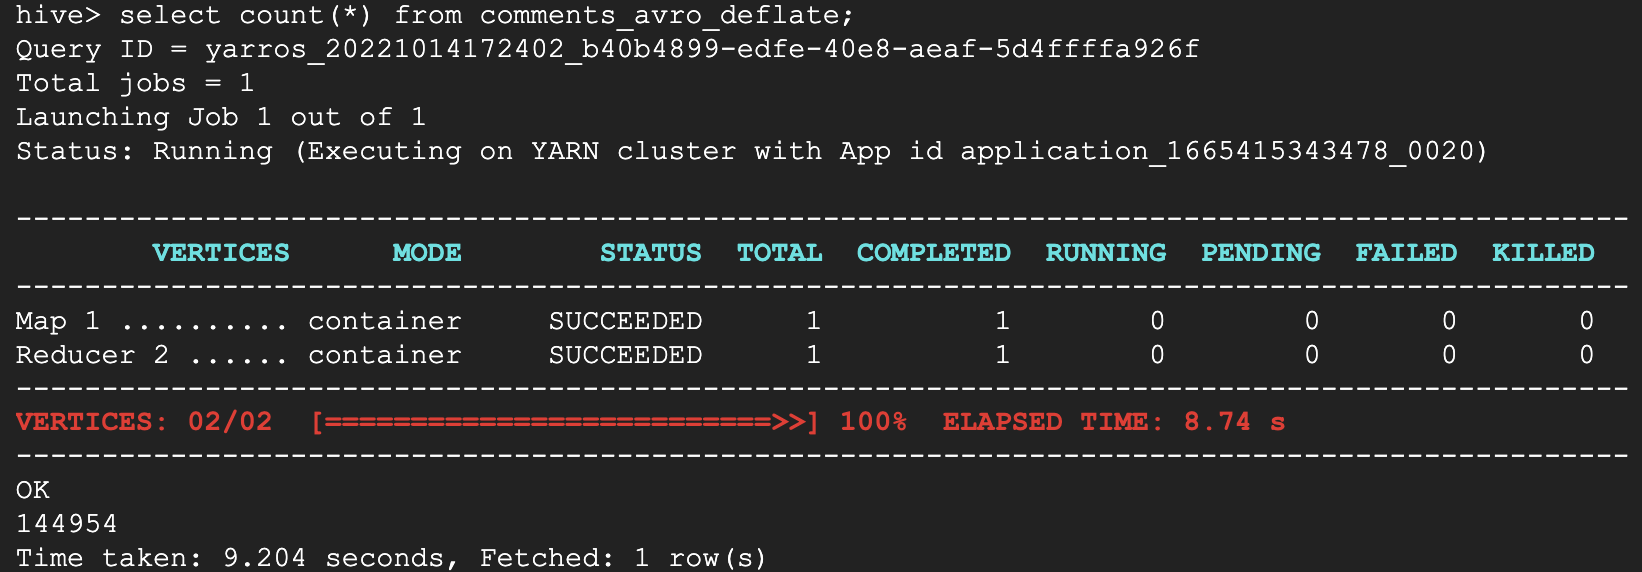 hive> select count(*) from comments_avro_deflate;
Query ID = yarros_20221014172402_b40b4899-edfe-40e8-aeaf-5d4ffffa926f
Total jobs = 1
Launching Job 1 out of 1
Status: Running (Executing on YARN cluster with App id application_1665415343478_0020)
----------------------------------------------------------------------------------------------
        VERTICES      MODE        STATUS  TOTAL  COMPLETED  RUNNING  PENDING  FAILED  KILLED
----------------------------------------------------------------------------------------------
Map 1 .......... container     SUCCEEDED      1          1        0        0       0       0
Reducer 2 ...... container     SUCCEEDED      1          1        0        0       0       0
----------------------------------------------------------------------------------------------
VERTICES: 02/02  [==========================>>] 100%  ELAPSED TIME: 8.74 s
----------------------------------------------------------------------------------------------
OK
144954
Time taken: 9.204 seconds, Fetched: 1 row(s)